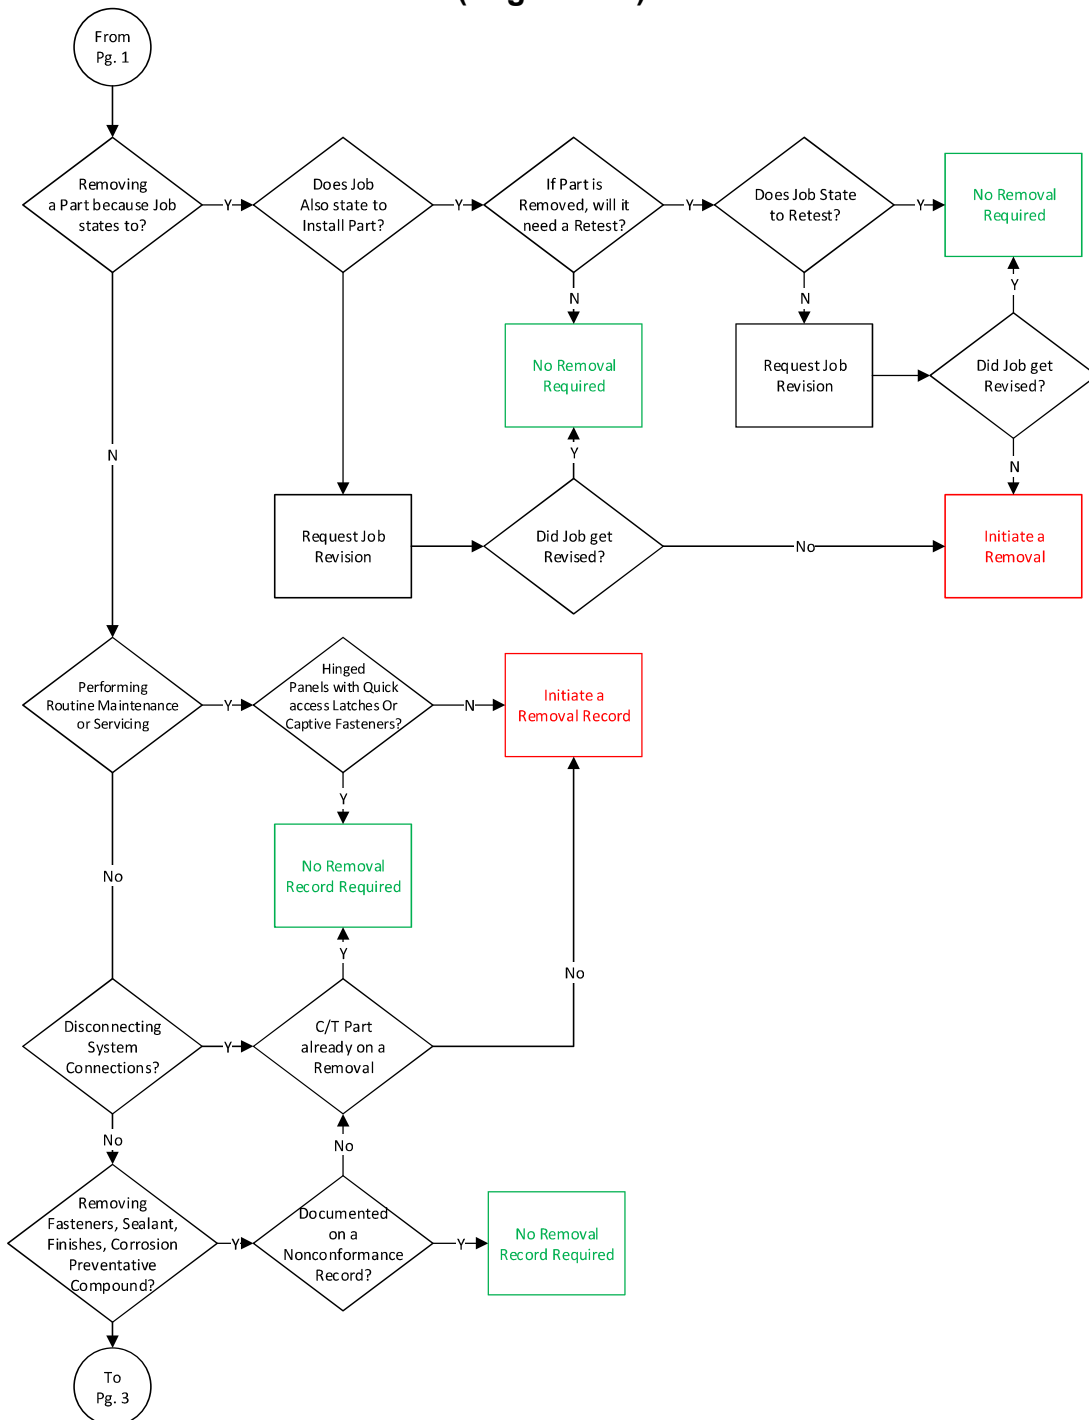 From
Pg. 1
Removing
a Part because Job
states to?
Y
Does Job
Also state to
Install Part?
Y
If Part is
Removed, will it
need a Retest?
Y
Does Job State
to Retest?
Y
No Removal
Required
N
N
Y
No Removal
Required
Request Job
Revision
Did Job get
Revised?
N
Y
N
Request Job
Revision
Did Job get
Revised?
No
Initiate a
Removal
Performing
Routine Maintenance
or Servicing
Y
Hinged
Panels with Quick
access Latches Or
Captive Fasteners?
N
Initiate a
Removal Record
Y
No
No Removal
Record Required
Y
No
Disconnecting
System
Connections?
Y
C/T Part
already on a
Removal
No
No
Removing
Fasteners, Sealant,
Finishes, Corrosion
Preventative
Compound?
Y
Documented
on a
Nonconformance
Record?
Y
No Removal
Record Required
To
Pg. 3